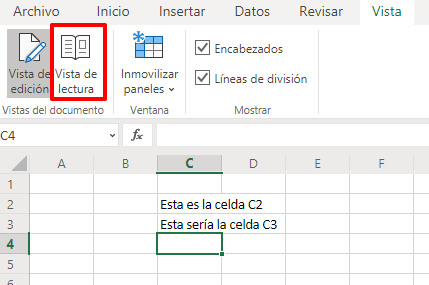 Archivo Inicio Insertar Datos Revisar Vista
Vista de edición
Vista de lectura
Inmovilizar paneles
Encabezados
Líneas de división
Vistas del documento Ventana Mostrar
C4 fx
A B C D E F
1
2 Esta es la celda C2
3 Esta sería la celda C3
4
5
6